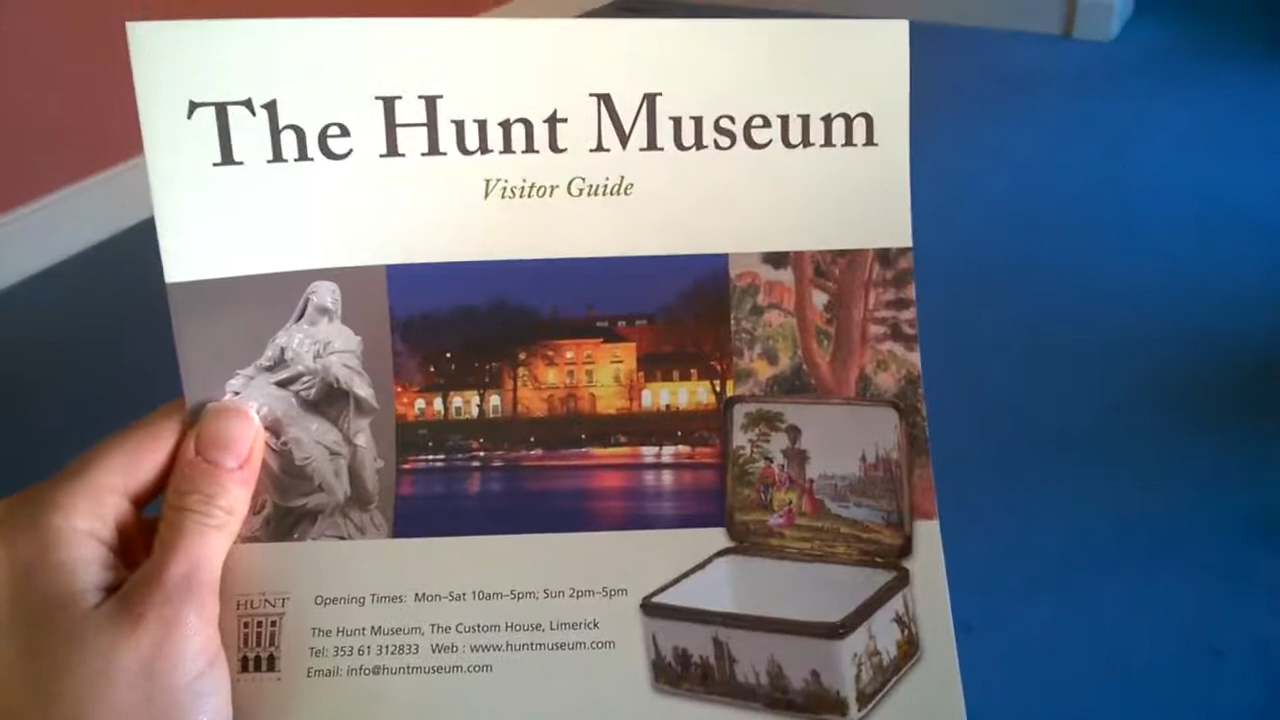 The Hunt Museum
Visitor Guide
HUNT
Opening Times: Mon–Sat 10am–5pm; Sun 2pm–5pm
The Hunt Museum, The Custom House, Limerick
Tel: 353 61 312833 Web : www.huntmuseum.com
Email: info@huntmuseum.com